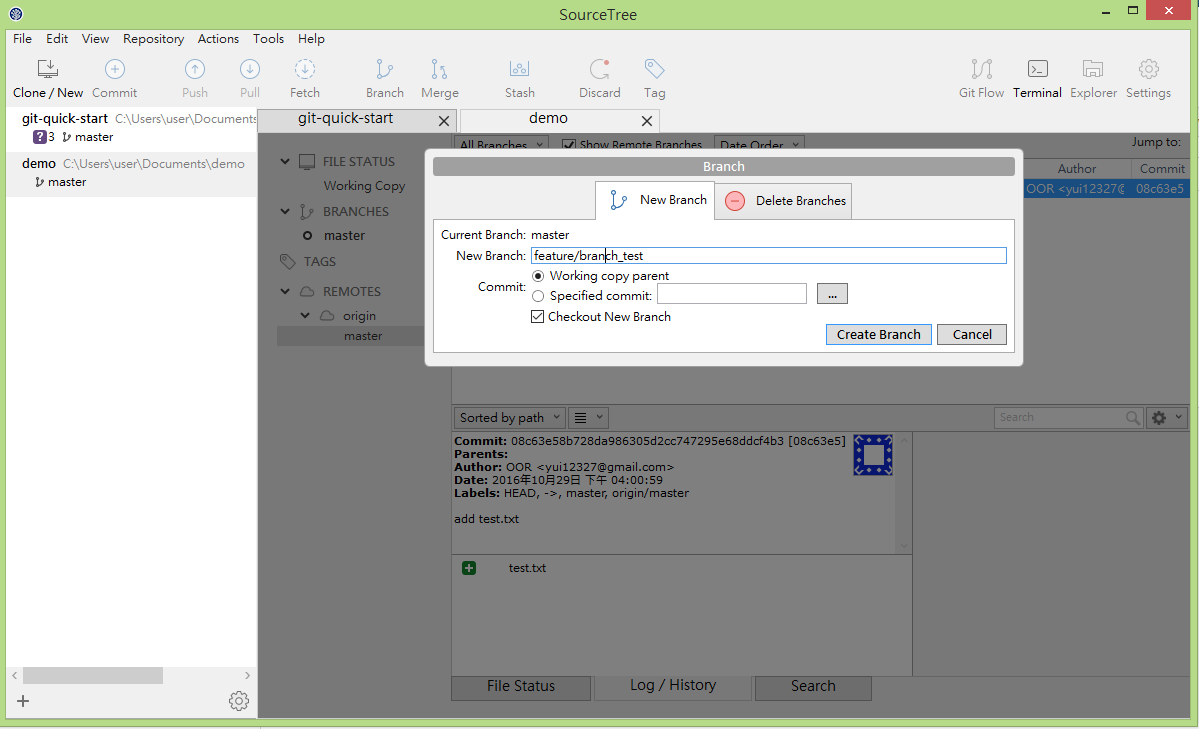 SourceTree
File Edit View Repository Actions Tools Help
Clone / New Commit Push Pull Fetch Branch Merge Stash Discard Tag Git Flow Terminal Explorer Settings
git-quick-start C:\Users\user\Documents
? 3 master
demo C:\Users\user\Documents\demo
master
git-quick-start demo
FILE STATUS
Working Copy
BRANCHES
master
TAGS
REMOTES
origin
master
All Branches Show Remote Branches Date Order Jump to:
Author Commit
OOR <yui12327@ 08c63e5
Branch
New Branch Delete Branches
Current Branch: master
New Branch: feature/branch_test
Commit: Working copy parent
Specified commit: ...
Checkout New Branch
Create Branch Cancel
Sorted by path Search
Commit: 08c63e58b728da986305d2cc747295e68ddcf4b3 [08c63e5]
Parents:
Author: OOR <yui12327@gmail.com>
Date: 2016年10月29日 下午 04:00:59
Labels: HEAD, ->, master, origin/master
add test.txt
test.txt
File Status Log / History Search